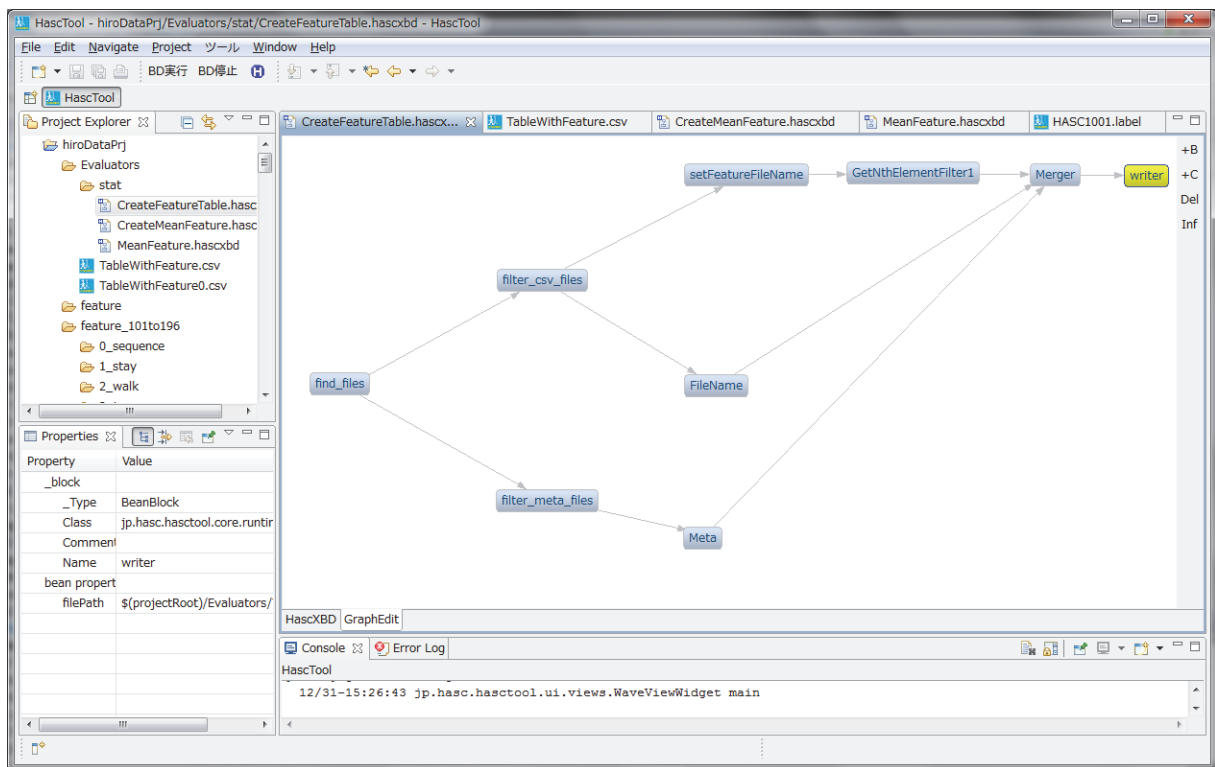 HascTool - hiroDataPrj/Evaluators/stat/CreateFeatureTable.hascxbd - HascTool
File Edit Navigate Project ツール Window Help
BD実行 BD停止 H
HascTool
Project Explorer
hiroDataPrj
Evaluators
stat
CreateFeatureTable.hasc
CreateMeanFeature.hasc
MeanFeature.hascxbd
TableWithFeature.csv
TableWithFeature0.csv
feature
feature_101to196
0_sequence
1_stay
2_walk
Properties
Property Value
_block
_Type BeanBlock
Class jp.hasc.hasctool.core.runtir
Comment
Name writer
bean propert
filePath $(projectRoot)/Evaluators/
CreateFeatureTable.hascx... TableWithFeature.csv CreateMeanFeature.hascxbd MeanFeature.hascxbd HASC1001.label
+B
+C
Del
Inf
setFeatureFileName GetNthElementFilter1 Merger writer
filter_csv_files
find_files FileName
filter_meta_files
Meta
HascXBD GraphEdit
Console Error Log
HascTool
12/31-15:26:43 jp.hasc.hasctool.ui.views.WaveViewWidget main